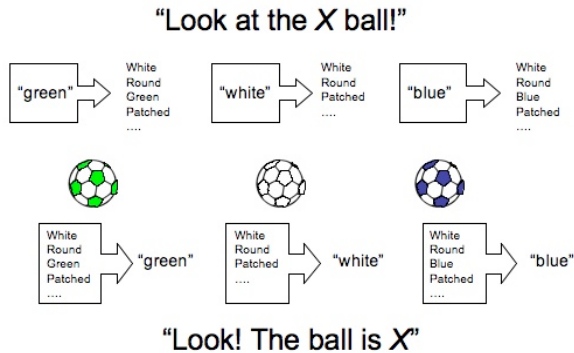 “Look at the X ball!”
“green”
White
Round
Green
Patched
....
“white”
White
Round
Patched
....
“blue”
White
Round
Blue
Patched
....
White
Round
Green
Patched
....
“green”
White
Round
Patched
....
“white”
White
Round
Blue
Patched
....
“blue”
“Look! The ball is X”